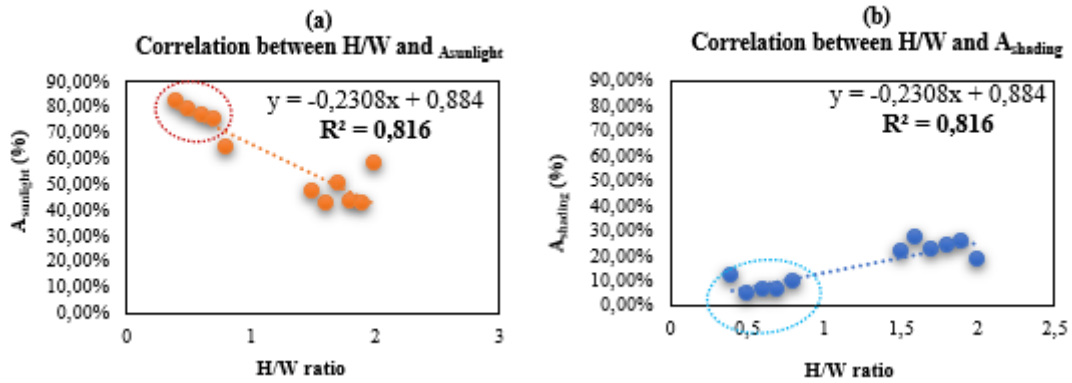 (a)
Correlation between H/W and Asunlight
90,00%
80,00%
70,00%
60,00%
50,00%
40,00%
30,00%
20,00%
10,00%
0,00%
Asunlight (%)
y = -0,2308x + 0,884
R² = 0,816
0 1 2 3
H/W ratio
(b)
Correlation between H/W and Ashading
90,00%
80,00%
70,00%
60,00%
50,00%
40,00%
30,00%
20,00%
10,00%
0,00%
Ashading (%)
y = -0,2308x + 0,884
R² = 0,816
0 0,5 1 1,5 2 2,5
H/W ratio